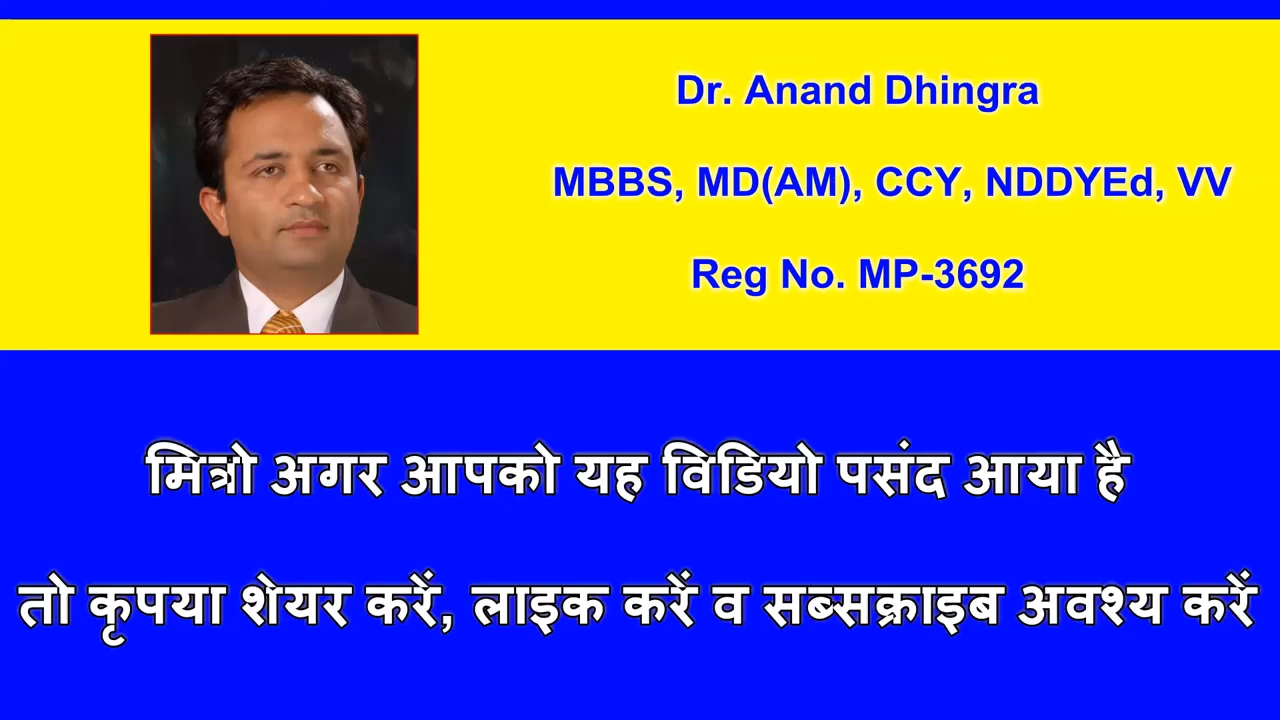 Dr. Anand Dhingra
MBBS, MD(AM), CCY, NDDYEd, VV
Reg No. MP-3692
मित्रो अगर आपको यह विडियो पसंद आया है
तो कृपया शेयर करें, लाइक करें व सब्सक्राइब अवश्य करें